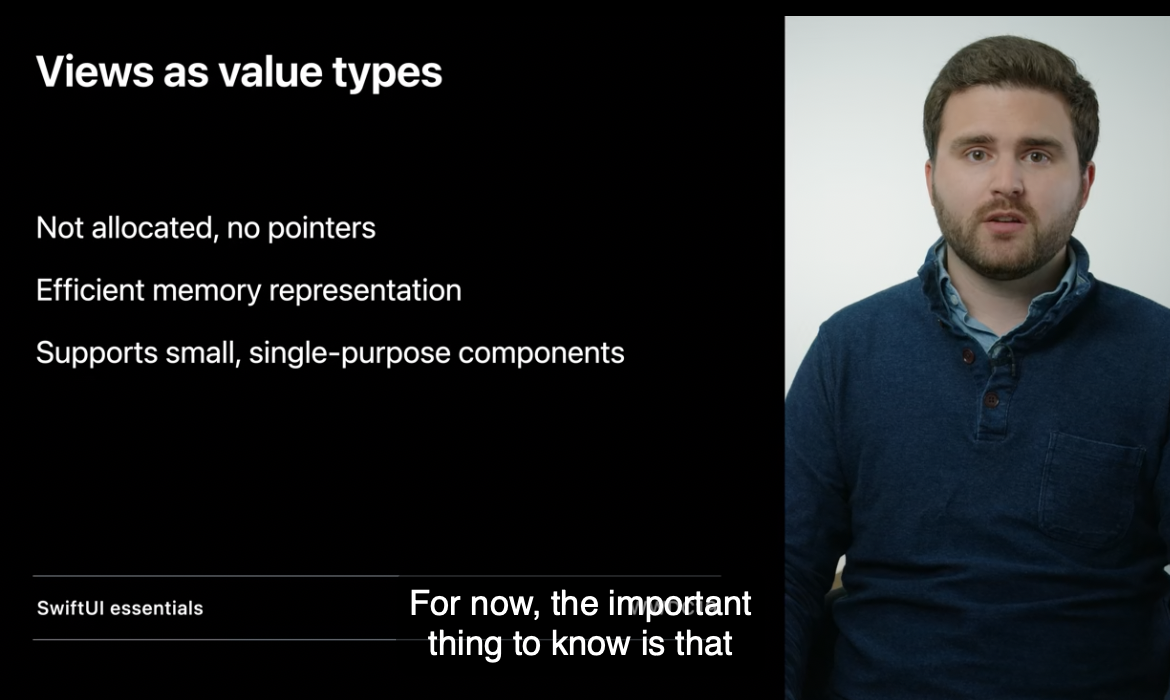 Views as value types
Not allocated, no pointers
Efficient memory representation
Supports small, single-purpose components
SwiftUI essentials
For now, the important
thing to know is that